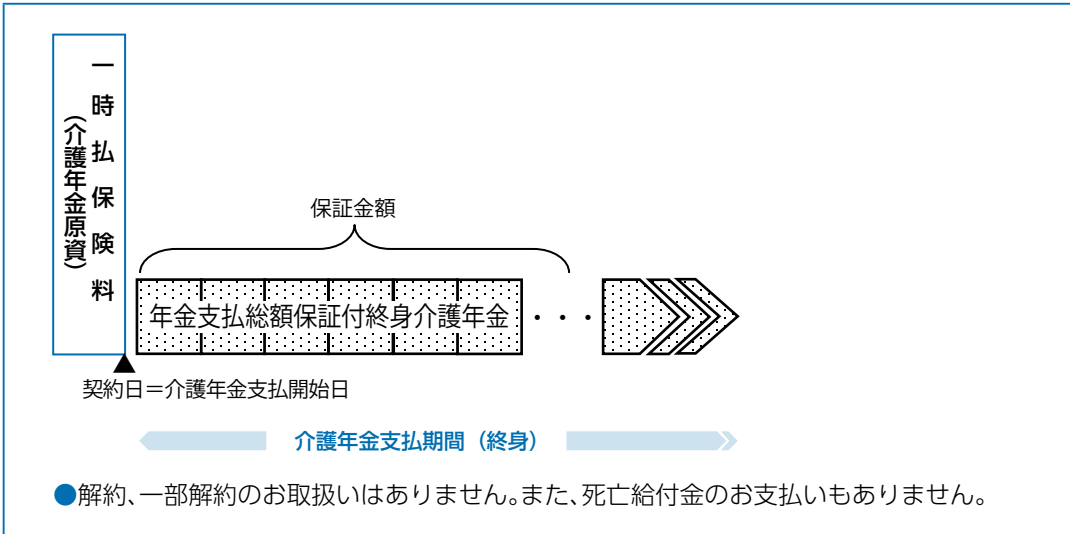 一時払保険料
（介護年金原資）
保証金額
年金支払総額保証付終身介護年金
・・・
契約日＝介護年金支払開始日
介護年金支払期間（終身）
●解約、一部解約のお取扱いはありません。また、死亡給付金のお支払いもありません。